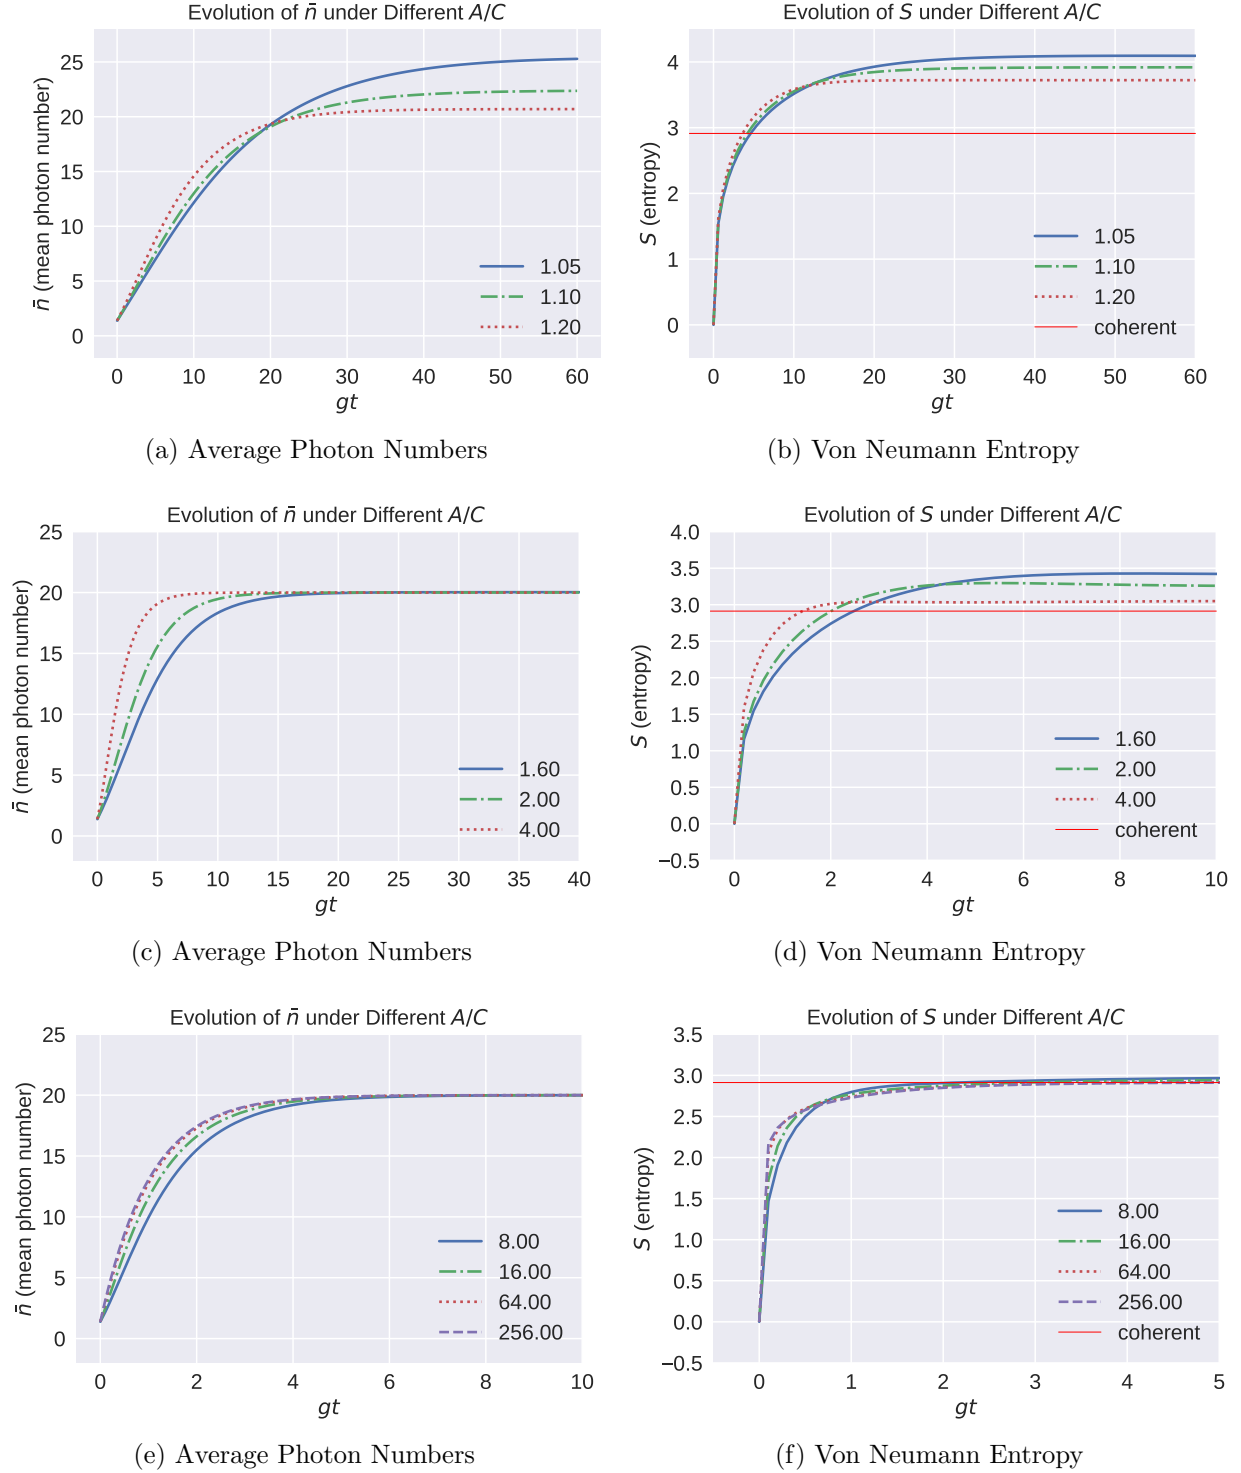 Evolution of n̄ under Different A/C
n̄ (mean photon number)
25
20
15
10
5
0
1.05
1.10
1.20
0 10 20 30 40 50 60
gt
(a) Average Photon Numbers
Evolution of S under Different A/C
S (entropy)
4
3
2
1
0
1.05
1.10
1.20
coherent
0 10 20 30 40 50 60
gt
(b) Von Neumann Entropy
Evolution of n̄ under Different A/C
n̄ (mean photon number)
25
20
15
10
5
0
1.60
2.00
4.00
0 5 10 15 20 25 30 35 40
gt
(c) Average Photon Numbers
Evolution of S under Different A/C
S (entropy)
4.0
3.5
3.0
2.5
2.0
1.5
1.0
0.5
0.0
−0.5
1.60
2.00
4.00
coherent
0 2 4 6 8 10
gt
(d) Von Neumann Entropy
Evolution of n̄ under Different A/C
n̄ (mean photon number)
25
20
15
10
5
0
8.00
16.00
64.00
256.00
0 2 4 6 8 10
gt
(e) Average Photon Numbers
Evolution of S under Different A/C
S (entropy)
3.5
3.0
2.5
2.0
1.5
1.0
0.5
0.0
−0.5
8.00
16.00
64.00
256.00
coherent
0 1 2 3 4 5
gt
(f) Von Neumann Entropy